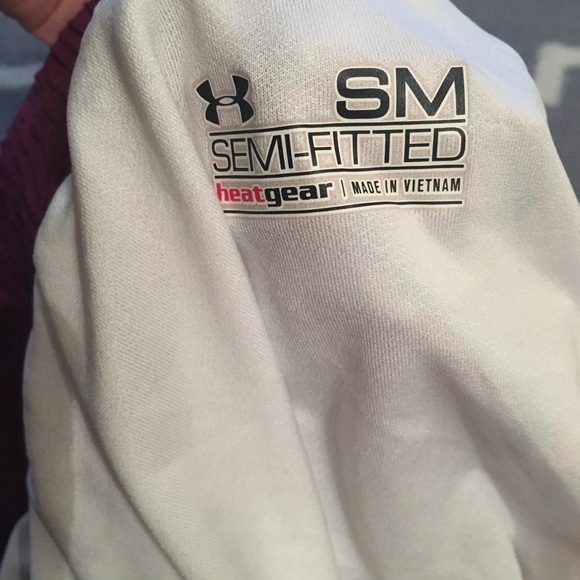 SM
SEMI-FITTED
heatgear | MADE IN VIETNAM